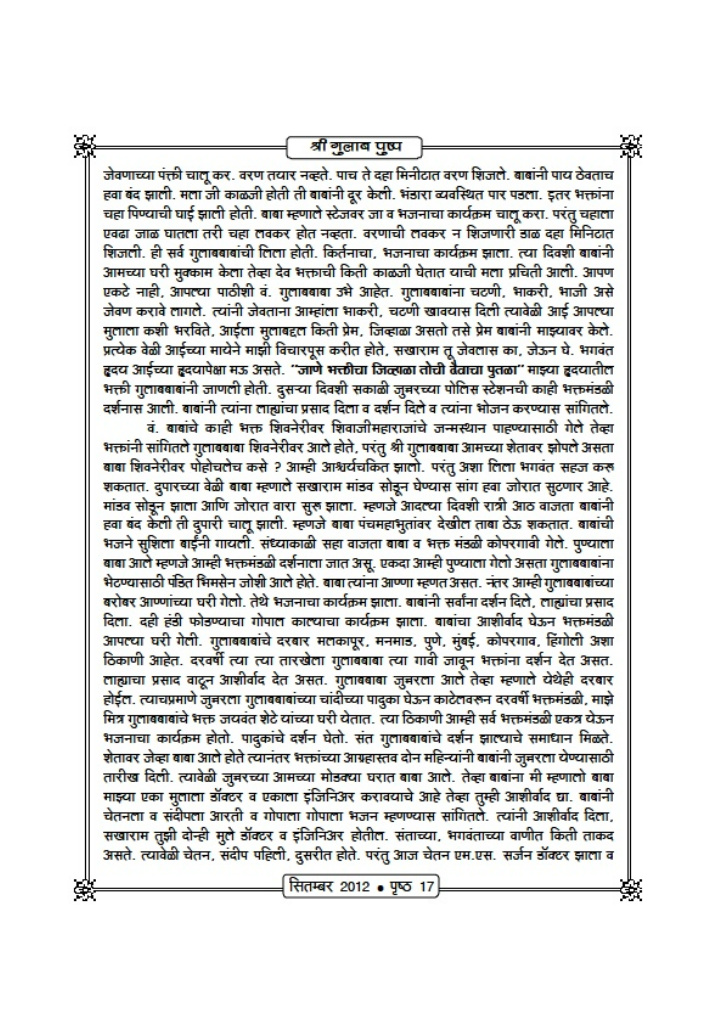 श्री गुलाब पुष्प
जेवणाच्या पंक्ती चालू कर. वरण तयार नव्हते. पाच ते दहा मिनीटात वरण शिजले. बाबांनी पाय ठेवताच
हवा बंद झाली. मला जी काळजी होती ती बाबांनी दूर केली. भंडारा व्यवस्थित पार पडला. इतर भक्तांना
चहा पिण्याची घाई झाली होती. बाबा म्हणाले स्टेजवर जा व भजनाचा कार्यक्रम चालू करा. परंतु चहाला
एवढा जाळ घातला तरी चहा लवकर होत नव्हता. वरणाची लवकर न शिजणारी डाळ दहा मिनिटात
शिजली. ही सर्व गुलाबबाबांची लिला होती. किर्तनाचा, भजनाचा कार्यक्रम झाला. त्या दिवशी बाबांनी
आमच्या घरी मुक्काम केला तेव्हा देव भक्ताची किती काळजी घेतात याची मला प्रचिती आली. आपण
एकटे नाही, आपल्या पाठीशी वं. गुलाबबाबा उभे आहेत. गुलाबबाबांना चटणी, भाकरी, भाजी असे
जेवण करावे लागले. त्यांनी जेवताना आम्हांला भाकरी, चटणी खावयास दिली त्यावेळी आई आपल्या
मुलाला कशी भरविते, आईला मुलाबद्दल किती प्रेम, जिव्हाळा असतो तसे प्रेम बाबांनी माझ्यावर केले.
प्रत्येक वेळी आईच्या मायेने माझी विचारपूस करीत होते, सखाराम तू जेवलास का, जेऊन घे. भगवंत
हृदय आईच्या हृदयापेक्षा मऊ असते. "जाणे भक्तीचा जिव्हाळा तोची दैवाचा पुतळा" माझ्या हृदयातील
भक्ती गुलाबबाबांनी जाणली होती. दुसऱ्या दिवशी सकाळी जुन्नरच्या पोलिस स्टेशनची काही भक्तमंडळी
दर्शनास आली. बाबांनी त्यांना लाह्यांचा प्रसाद दिला व दर्शन दिले व त्यांना भोजन करण्यास सांगितले.
वं. बाबांचे काही भक्त शिवनेरीवर शिवाजीमहाराजांचे जन्मस्थान पाहण्यासाठी गेले तेव्हा
भक्तांनी सांगितले गुलाबबाबा शिवनेरीवर आले होते, परंतु श्री गुलाबबाबा आमच्या शेतावर झोपले असता
बाबा शिवनेरीवर पोहोचलेच कसे ? आम्ही आश्चर्यचकित झालो. परंतु अशा लिला भगवंत सहज करू
शकतात. दुपारच्या वेळी बाबा म्हणाले सखाराम मांडव सोडून घेण्यास सांग हवा जोरात सुटणार आहे.
मांडव सोडून झाला आणि जोरात वारा सुरू झाला. म्हणजे आदल्या दिवशी रात्री आठ वाजता बाबांनी
हवा बंद केली ती दुपारी चालू झाली. म्हणजे बाबा पंचमहाभुतांवर देखील ताबा ठेऊ शकतात. बाबांची
भजने सुशिला बाईंनी गायली. संध्याकाळी सहा वाजता बाबा व भक्त मंडळी कोपरगावी गेले. पुण्याला
बाबा आले म्हणजे आम्ही भक्तमंडळी दर्शनाला जात असू. एकदा आम्ही पुण्याला गेलो असता गुलाबबाबांना
भेटण्यासाठी पंडित भिमसेन जोशी आले होते. बाबा त्यांना आण्णा म्हणत असत. नंतर आम्ही गुलाबबाबांच्या
बरोबर आण्णांच्या घरी गेलो. तेथे भजनाचा कार्यक्रम झाला. बाबांनी सर्वांना दर्शन दिले, लाह्यांचा प्रसाद
दिला. दही हंडी फोडण्याचा गोपाल काल्याचा कार्यक्रम झाला. बाबांचा आशीर्वाद घेऊन भक्तमंडळी
आपल्या घरी गेली. गुलाबबाबांचे दरबार मलकापूर, मनमाड, पुणे, मुंबई, कोपरगाव, हिंगोली अशा
ठिकाणी आहेत. दरवर्षी त्या त्या तारखेला गुलाबबाबा त्या गावी जावून भक्तांना दर्शन देत असत.
लाह्याचा प्रसाद वाटून आशीर्वाद देत असत. गुलाबबाबा जुन्नरला आले तेव्हा म्हणाले येथेही दरबार
होईल. त्याचप्रमाणे जुन्नरला गुलाबबाबांच्या चांदीच्या पादुका घेऊन काटेलवरून दरवर्षी भक्तमंडळी, माझे
मित्र गुलाबबाबांचे भक्त जयवंत शेटे यांच्या घरी येतात. त्या ठिकाणी आम्ही सर्व भक्तमंडळी एकत्र येऊन
भजनाचा कार्यक्रम होतो. पादुकांचे दर्शन घेतो. संत गुलाबबाबांचे दर्शन झाल्याचे समाधान मिळते.
शेतावर जेव्हा बाबा आले होते त्यानंतर भक्तांच्या आग्रहास्तव दोन महिन्यांनी बाबांनी जुन्नरला येण्यासाठी
तारीख दिली. त्यावेळी जुन्नरच्या आमच्या मोडक्या घरात बाबा आले. तेव्हा बाबांना मी म्हणालो बाबा
माझ्या एका मुलाला डॉक्टर व एकाला इंजिनिअर करावयाचे आहे तेव्हा तुम्ही आशीर्वाद द्या. बाबांनी
चेतनला व संदीपला आरती व गोपाला गोपाला भजन म्हणण्यास सांगितले. त्यांनी आशीर्वाद दिला,
सखाराम तुझी दोन्ही मुले डॉक्टर व इंजिनिअर होतील. संताच्या, भगवंताच्या वाणीत किती ताकद
असते. त्यावेळी चेतन, संदीप पहिली, दुसरीत होते. परंतु आज चेतन एम.एस. सर्जन डॉक्टर झाला व
सितम्बर 2012 ● पृष्ठ 17